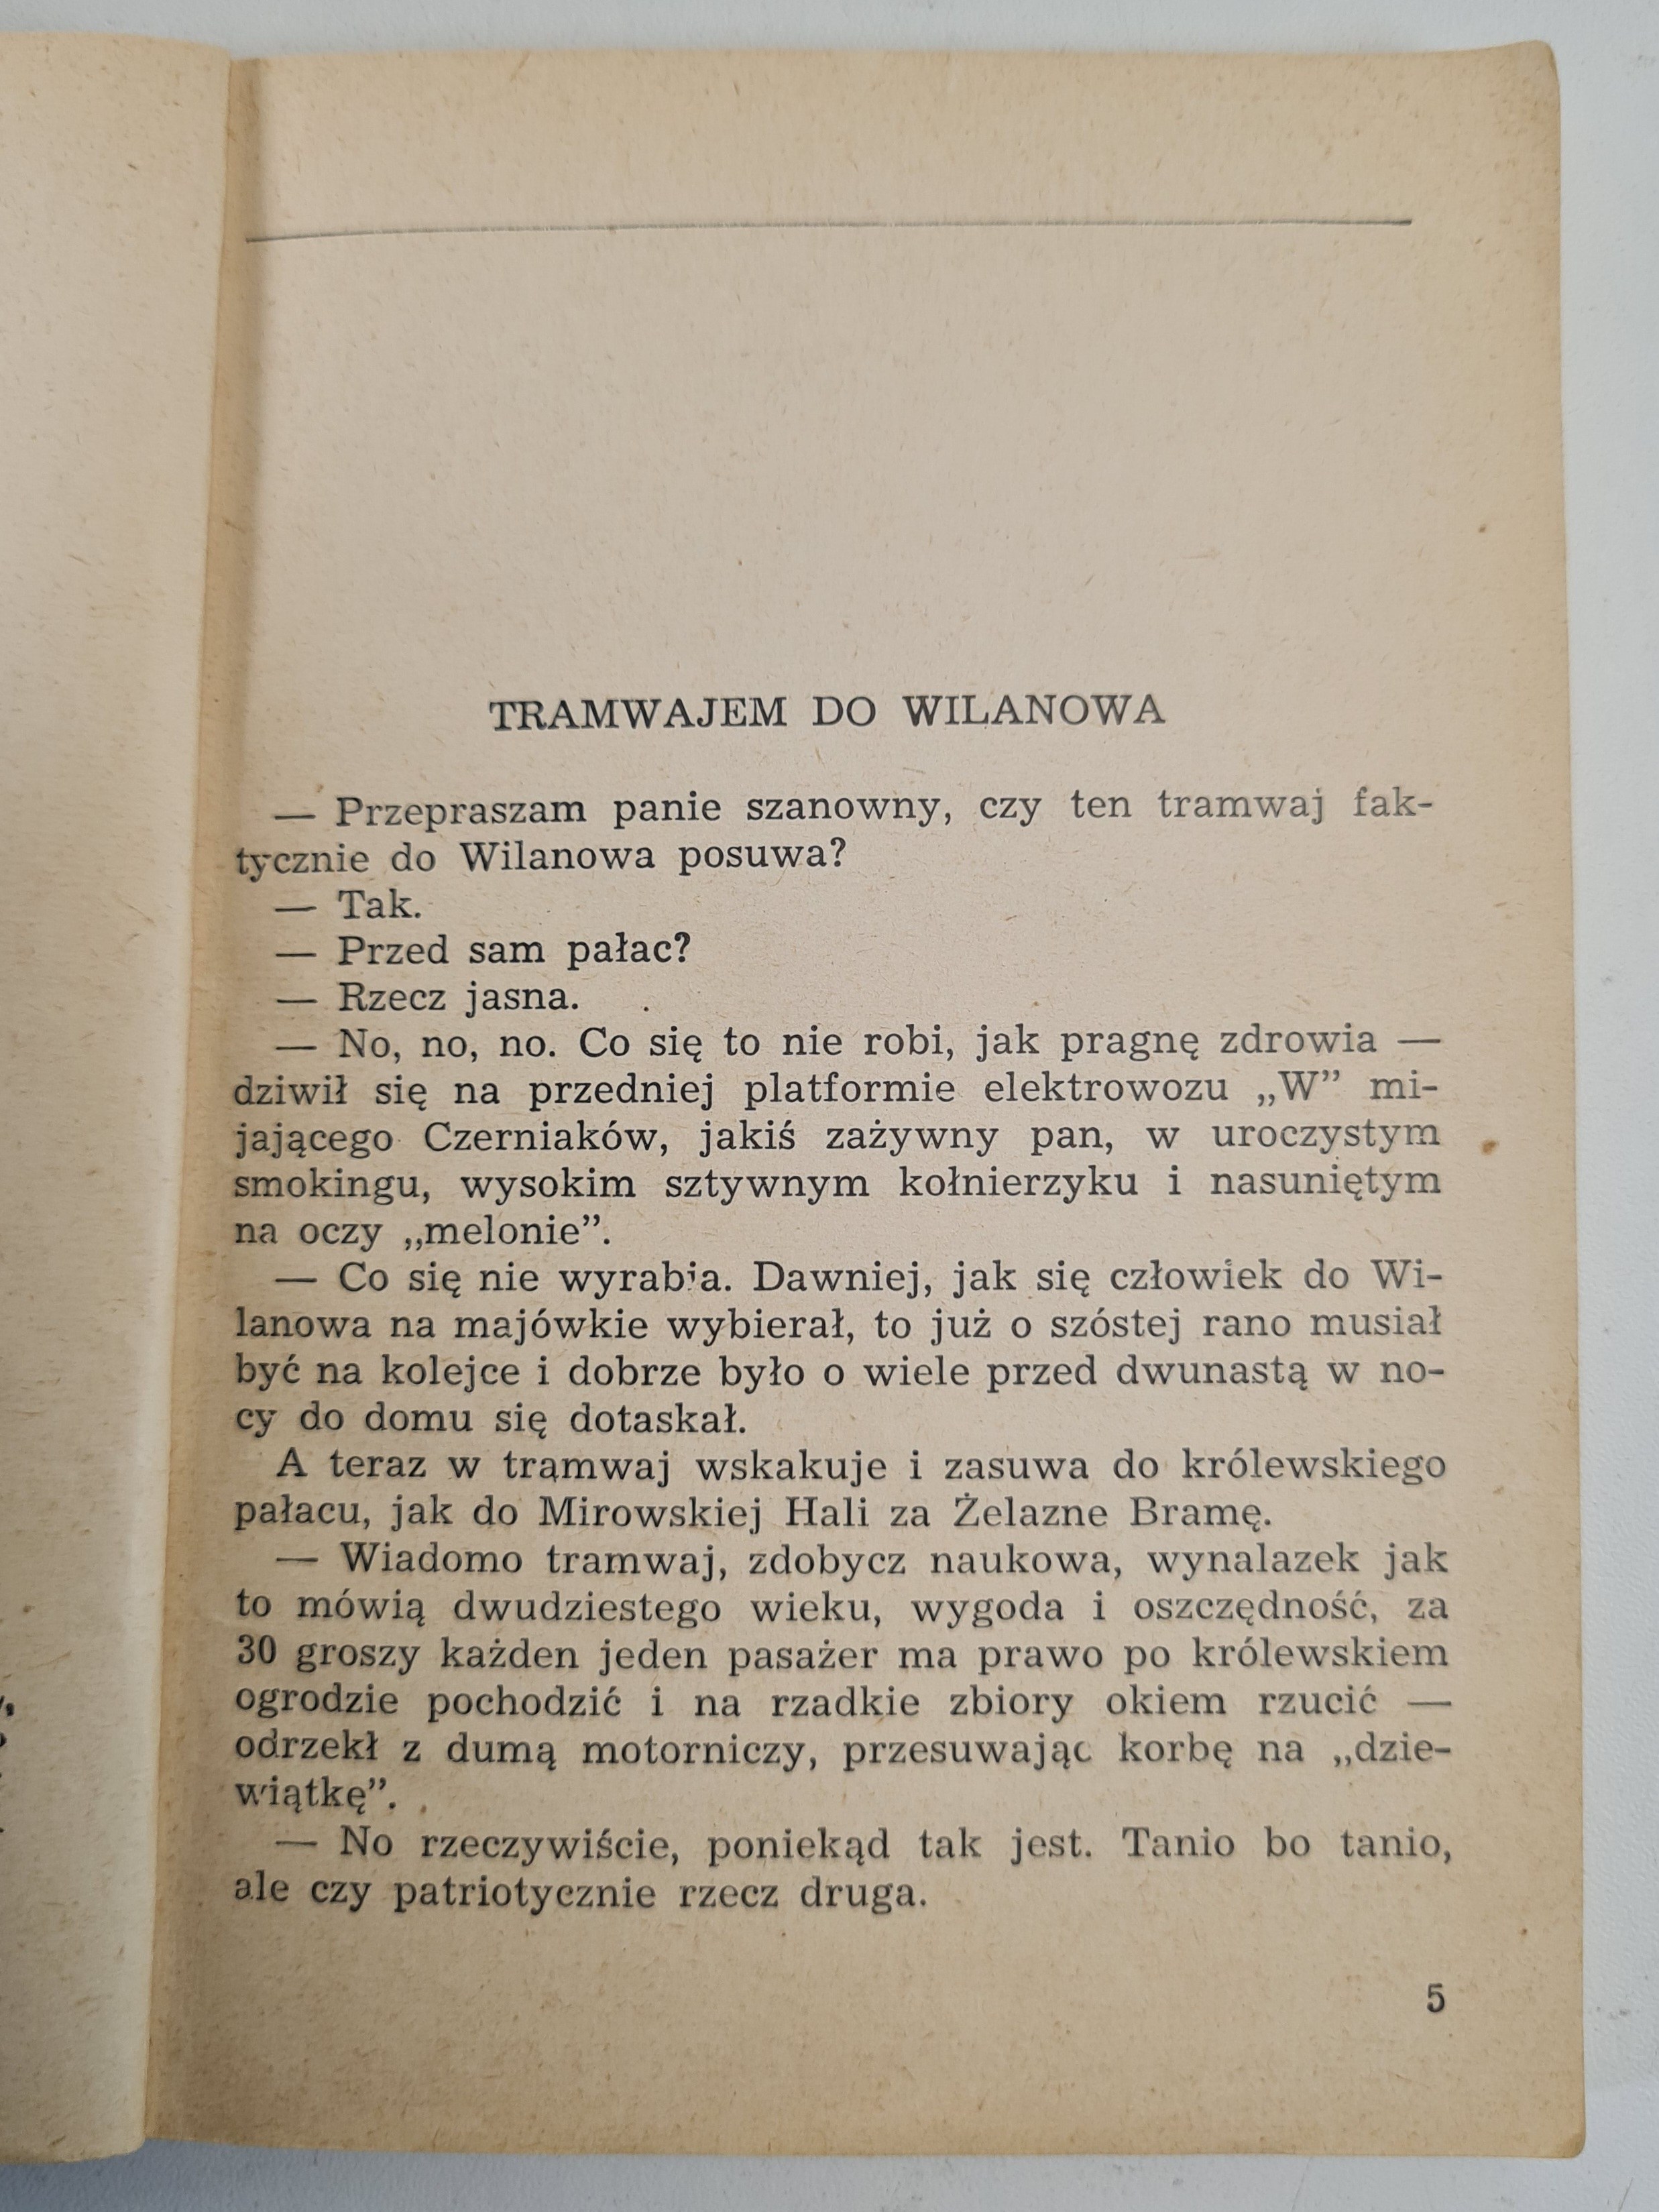 TRAMWAJEM DO WILANOWA
— Przepraszam panie szanowny, czy ten tramwaj fak-
tycznie do Wilanowa posuwa?
— Tak.
— Przed sam pałac?
— Rzecz jasna.
— No, no, no. Co się to nie robi, jak pragnę zdrowia —
dziwił się na przedniej platformie elektrowozu „W” mi-
jającego Czerniaków, jakiś zażywny pan, w uroczystym
smokingu, wysokim sztywnym kołnierzyku i nasuniętym
na oczy „melonie”.
— Co się nie wyrabia. Dawniej, jak się człowiek do Wi-
lanowa na majówkie wybierał, to już o szóstej rano musiał
być na kolejce i dobrze było o wiele przed dwunastą w no-
cy do domu się dotaskał.
A teraz w tramwaj wskakuje i zasuwa do królewskiego
pałacu, jak do Mirowskiej Hali za Żelazne Bramę.
— Wiadomo tramwaj, zdobycz naukowa, wynalazek jak
to mówią dwudziestego wieku, wygoda i oszczędność, za
30 groszy każden jeden pasażer ma prawo po królewskiem
ogrodzie pochodzić i na rzadkie zbiory okiem rzucić —
odrzekł z dumą motorniczy, przesuwając korbę na „dzie-
wiątkę”.
— No rzeczywiście, poniekąd tak jest. Tanio bo tanio,
ale czy patriotycznie rzecz druga.
5